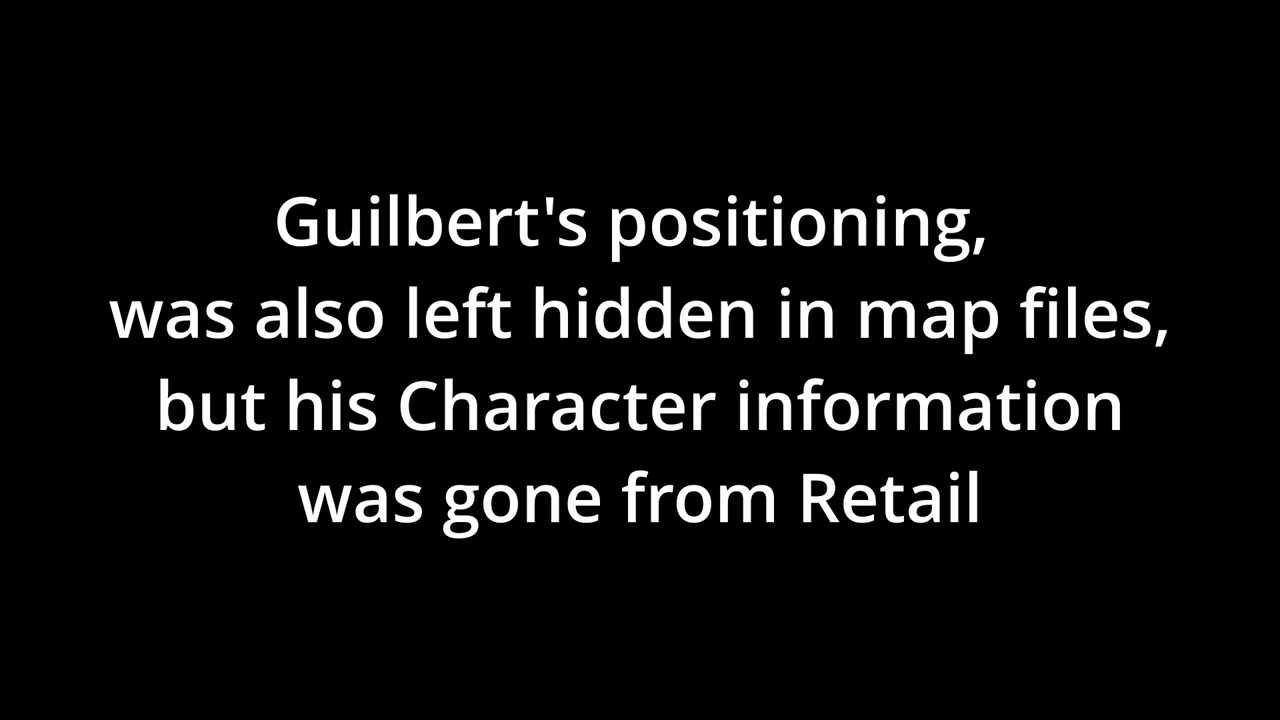 Guilbert's positioning,
was also left hidden in map files,
but his Character information
was gone from Retail